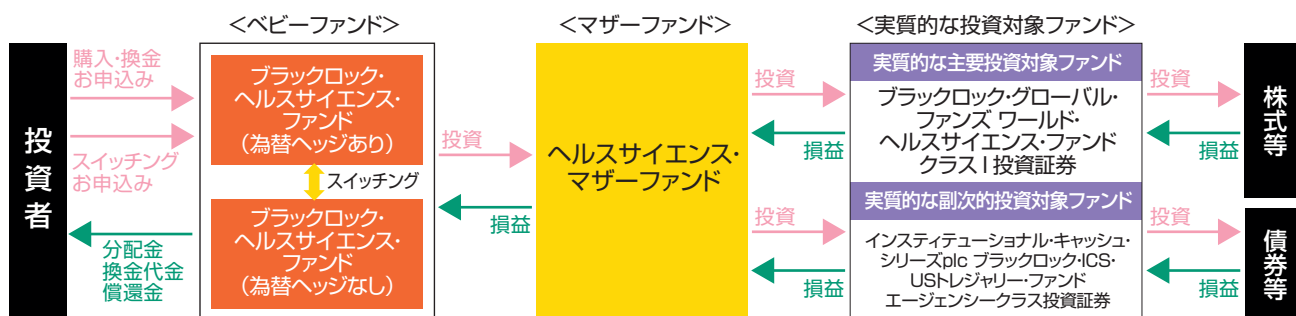 <ベビーファンド>
<マザーファンド>
<実質的な投資対象ファンド>
投資者
購入・換金
お申込み
スイッチング
お申込み
分配金
換金代金
償還金
ブラックロック・
ヘルスサイエンス・
ファンド
(為替ヘッジあり)
スイッチング
ブラックロック・
ヘルスサイエンス・
ファンド
(為替ヘッジなし)
投資
損益
ヘルスサイエンス・
マザーファンド
投資
損益
投資
損益
実質的な主要投資対象ファンド
ブラックロック・グローバル・
ファンズ ワールド・
ヘルスサイエンス・ファンド
クラスI投資証券
実質的な副次的投資対象ファンド
インスティテューショナル・キャッシュ・
シリーズplc ブラックロック・ICS・
USトレジャリー・ファンド
エージェンシークラス投資証券
投資
損益
投資
損益
株式等
債券等